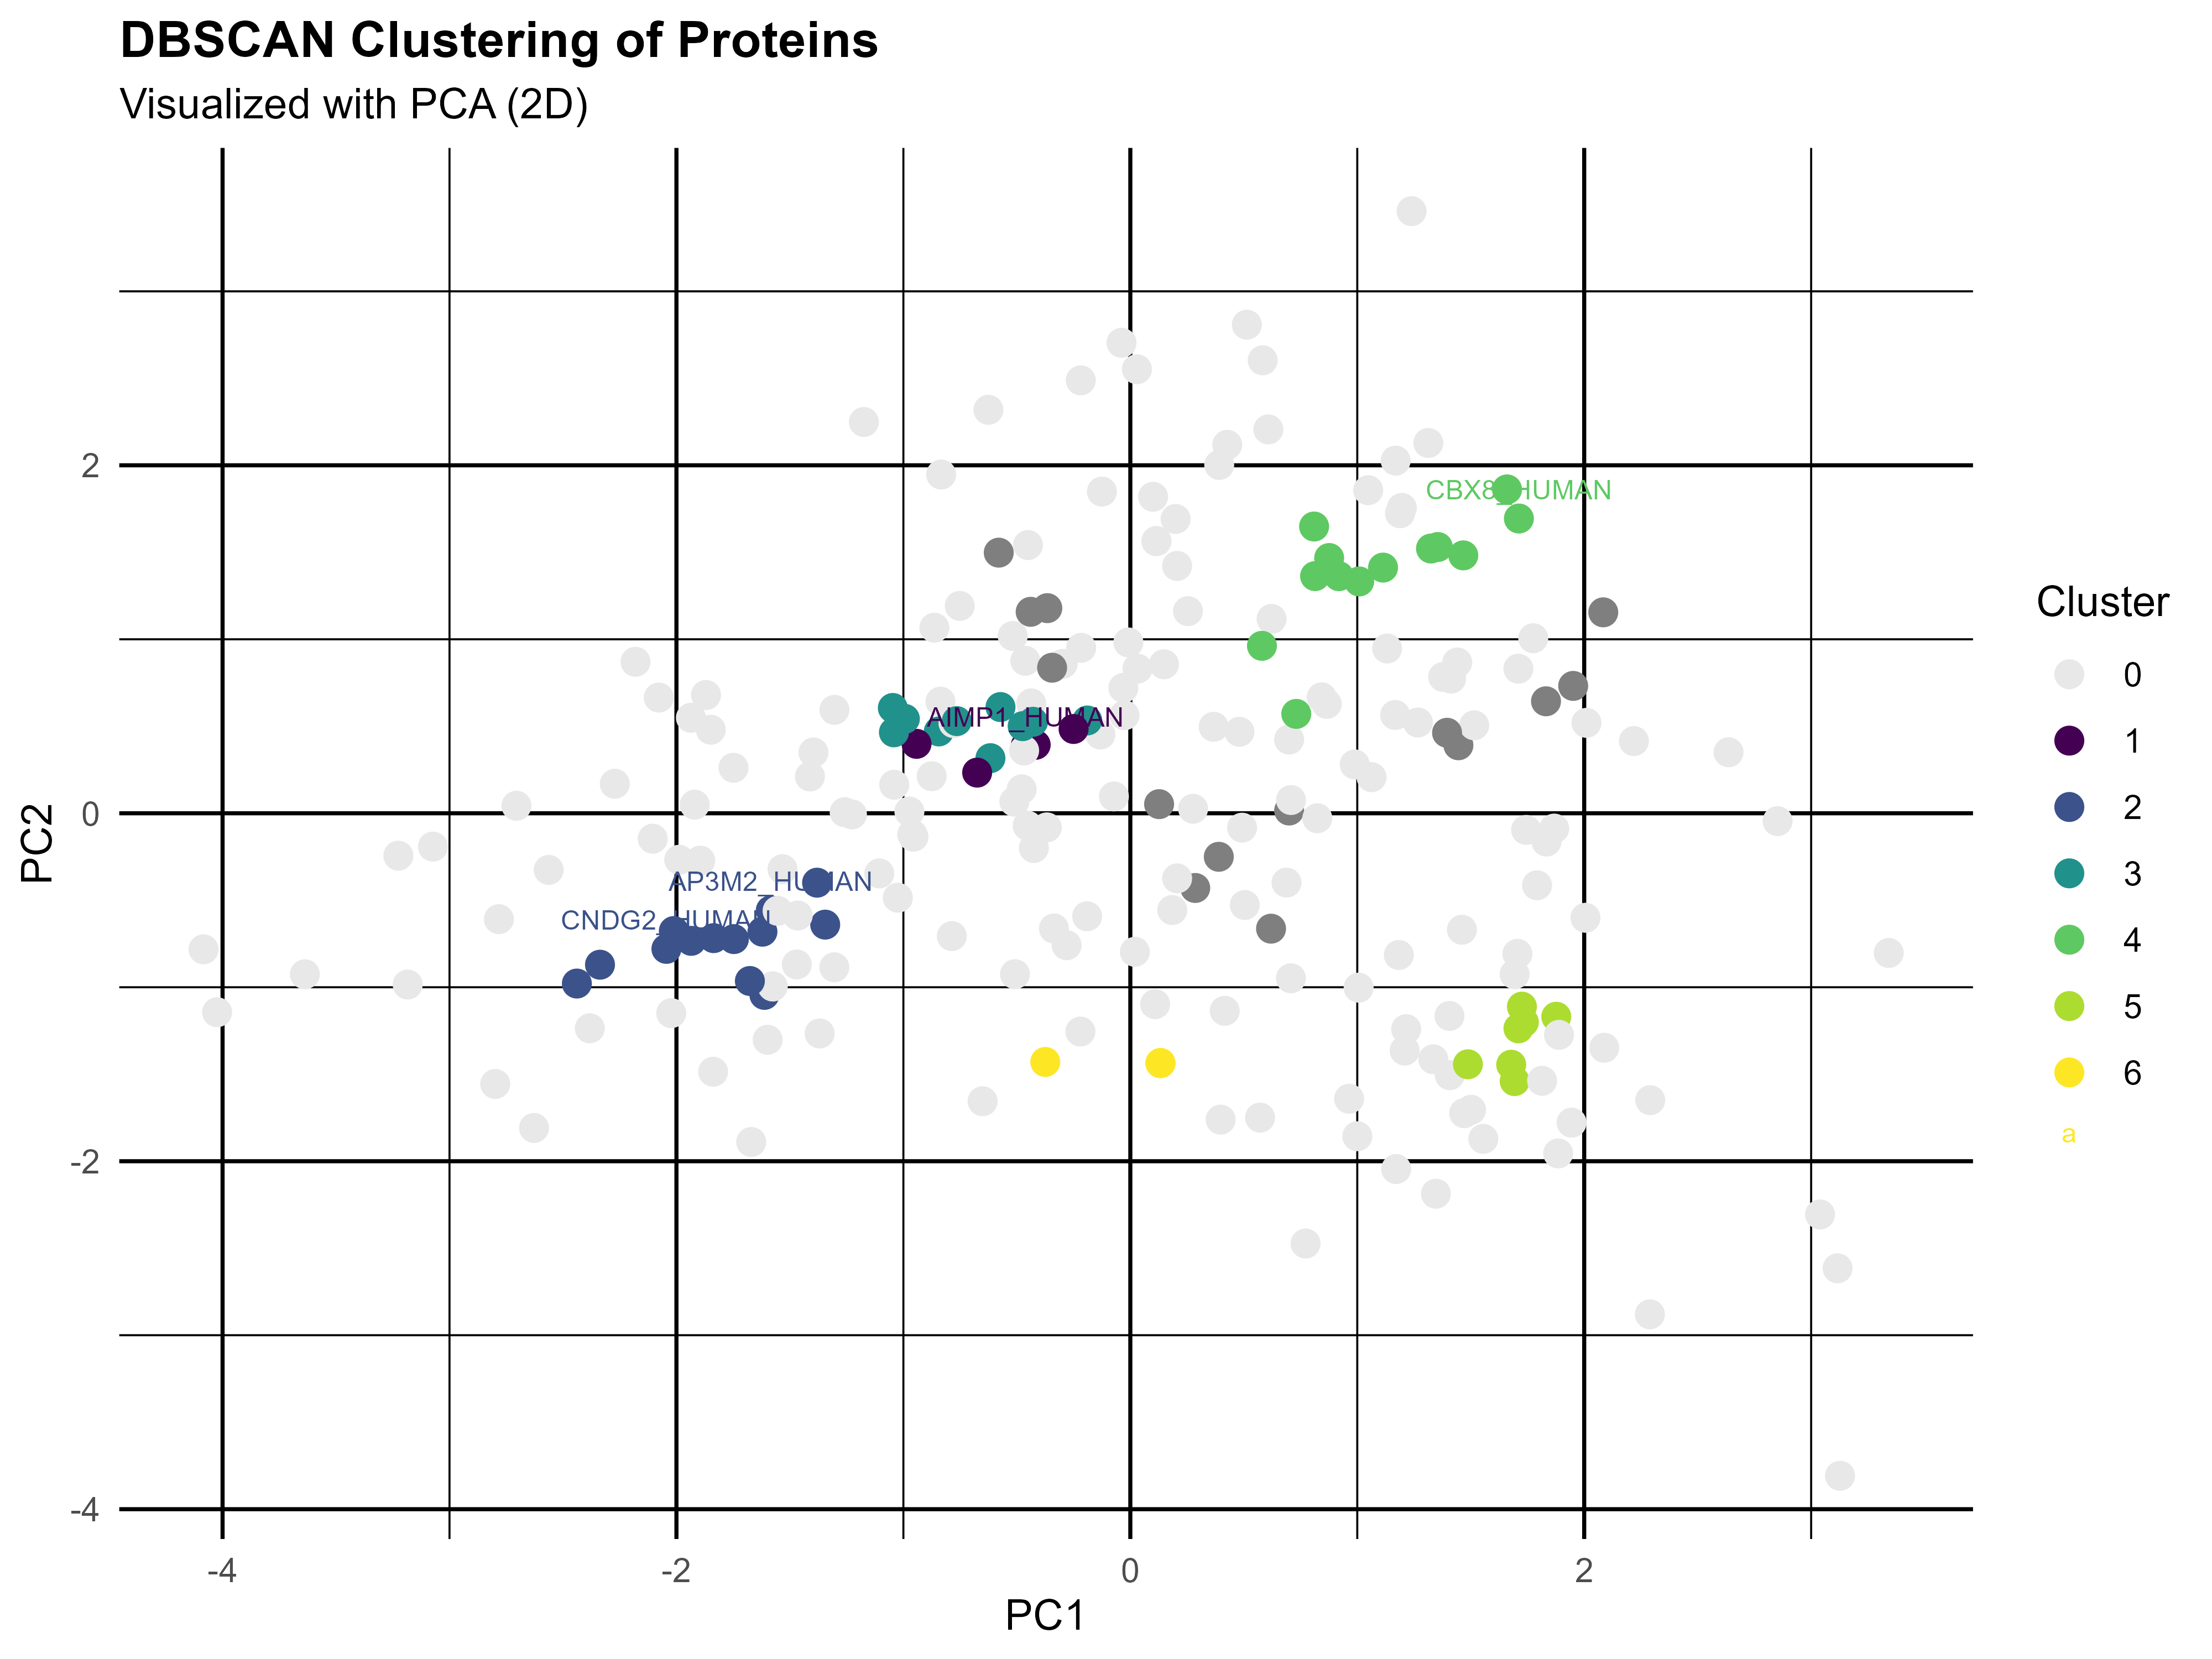 DBSCAN Clustering of Proteins
Visualized with PCA (2D)
PC2
2
0
-2
-4
CBX8_HUMAN
AIMP1_HUMAN
AP3M2_HUMAN
CNDG2_HUMAN
-4
-2
0
2
PC1
Cluster
0
1
2
3
4
5
6
a